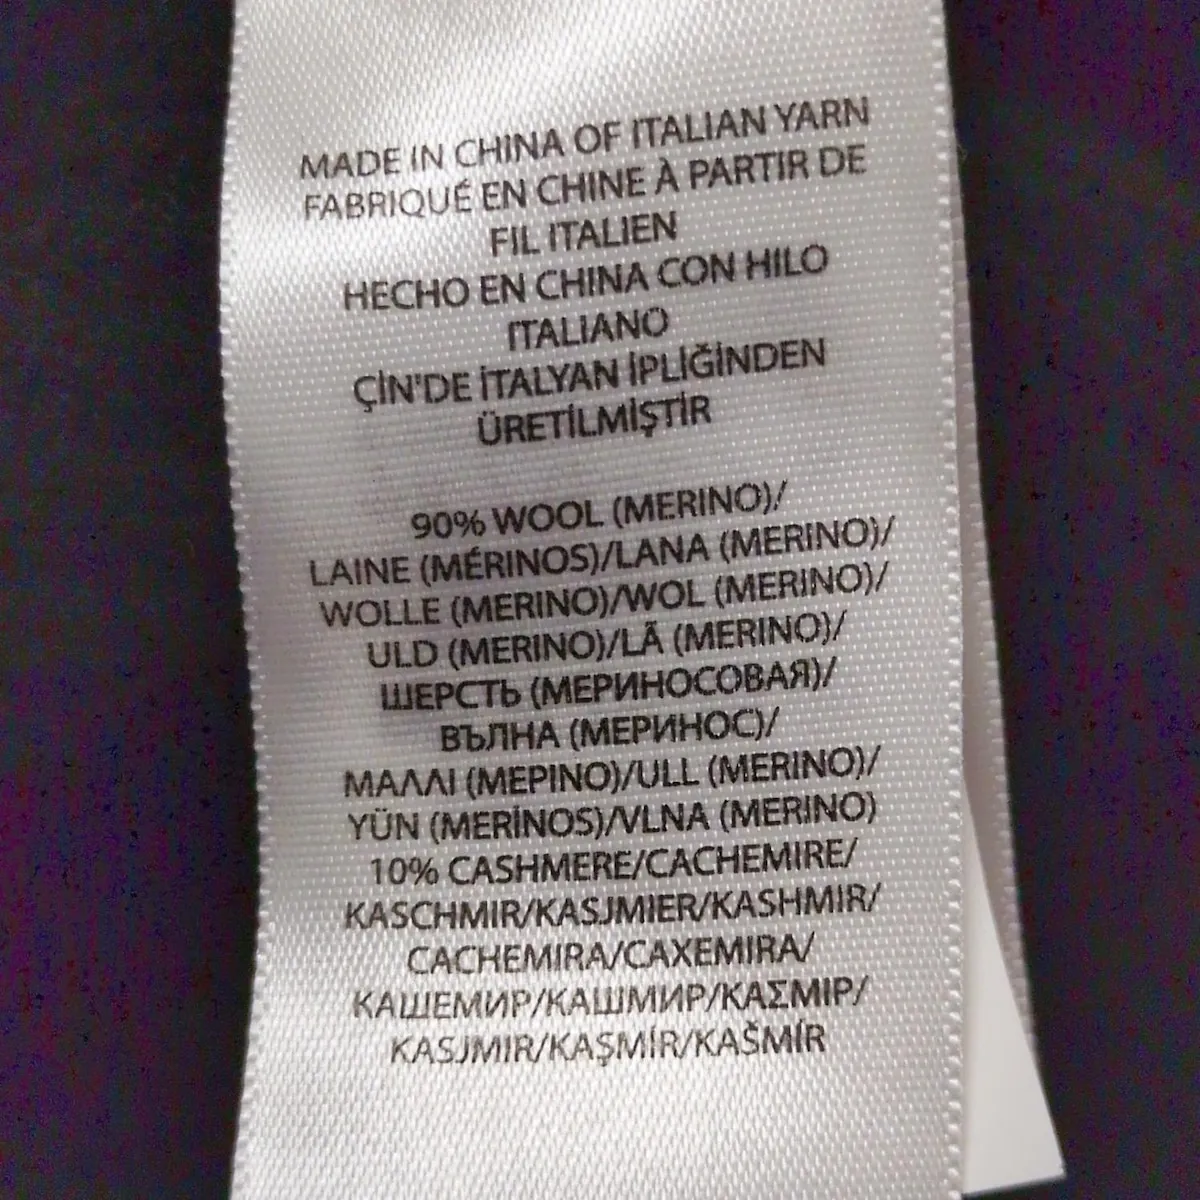 MADE IN CHINA OF ITALIAN YARN
FABRIQUÉ EN CHINE À PARTIR DE
FIL ITALIEN
HECHO EN CHINA CON HILO
ITALIANO
ÇİN'DE İTALYAN İPLİĞİNDEN
ÜRETİLMİŞTİR
90% WOOL (MERINO)/
LAINE (MÉRINOS)/LANA (MERINO)/
WOLLE (MERINO)/WOL (MERINO)/
ULD (MERINO)/LÃ (MERINO)/
ШЕРСТЬ (МЕРИНОСОВАЯ)/
ВЪЛНА (МЕРИНОС)/
ΜΑΛΛΙ (ΜΕΡΙΝΟ)/ULL (MERINO)/
YÜN (MERİNOS)/VLNA (MERINO)
10% CASHMERE/CACHEMIRE/
KASCHMIR/KASJMIER/KASHMIR/
CACHEMIRA/CAXEMIRA/
КАШЕМИР/КАШМИР/ΚΑΣΜΙΡ/
KASJMIR/KAŞMİR/KAŠMÍR